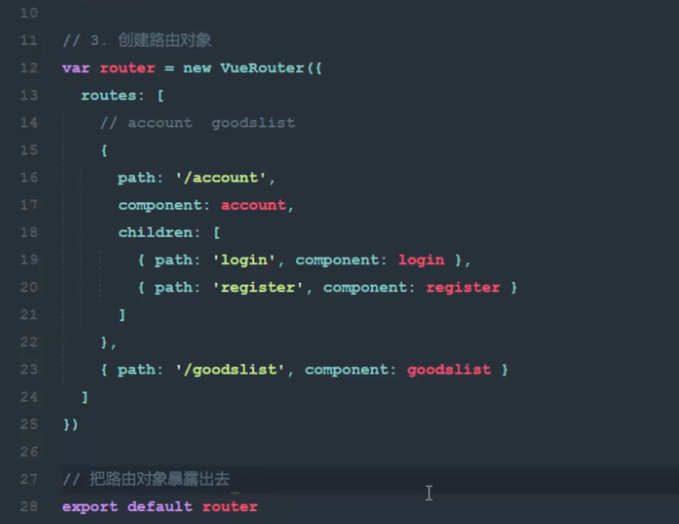 10
11 // 3. 创建路由对象
12 var router = new VueRouter({
13   routes: [
14     // account  goodslist
15     {
16       path: '/account',
17       component: account,
18       children: [
19         { path: 'login', component: login },
20         { path: 'register', component: register }
21       ]
22     },
23     { path: '/goodslist', component: goodslist }
24   ]
25 })
26
27 // 把路由对象暴露出去
28 export default router